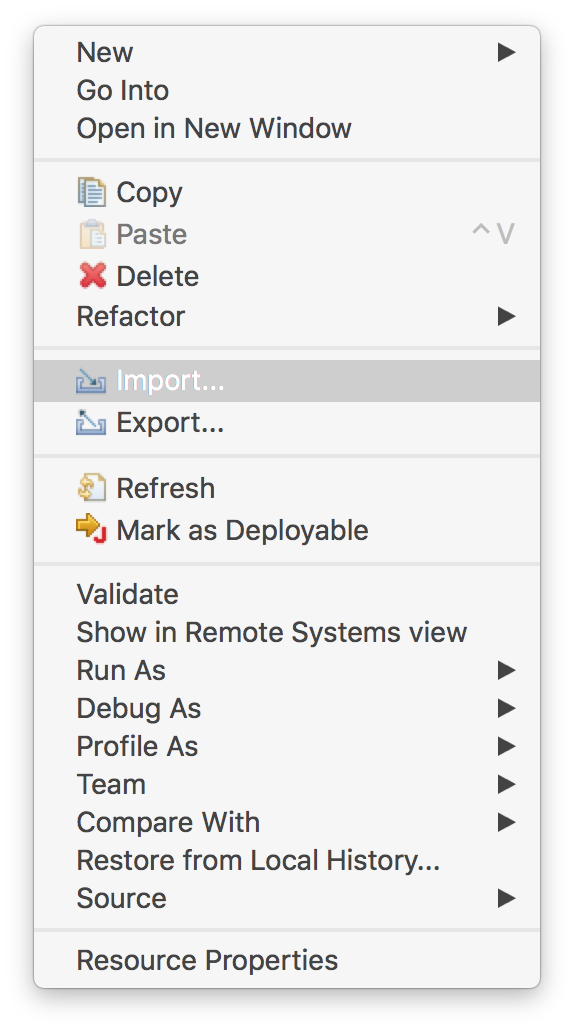 New
Go Into
Open in New Window
Copy
Paste ^ V
Delete
Refactor
Import...
Export...
Refresh
Mark as Deployable
Validate
Show in Remote Systems view
Run As
Debug As
Profile As
Team
Compare With
Restore from Local History...
Source
Resource Properties